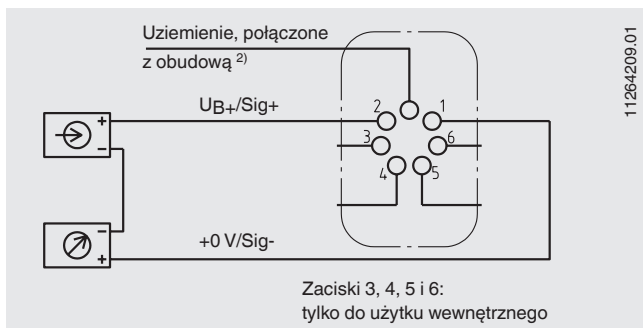 Uziemienie, połączone
z obudową 2)
UB+/Sig+
2
1
3
6
4
5
+
−
−
+
+0 V/Sig-
Zaciski 3, 4, 5 i 6:
tylko do użytku wewnętrznego
11264209.01